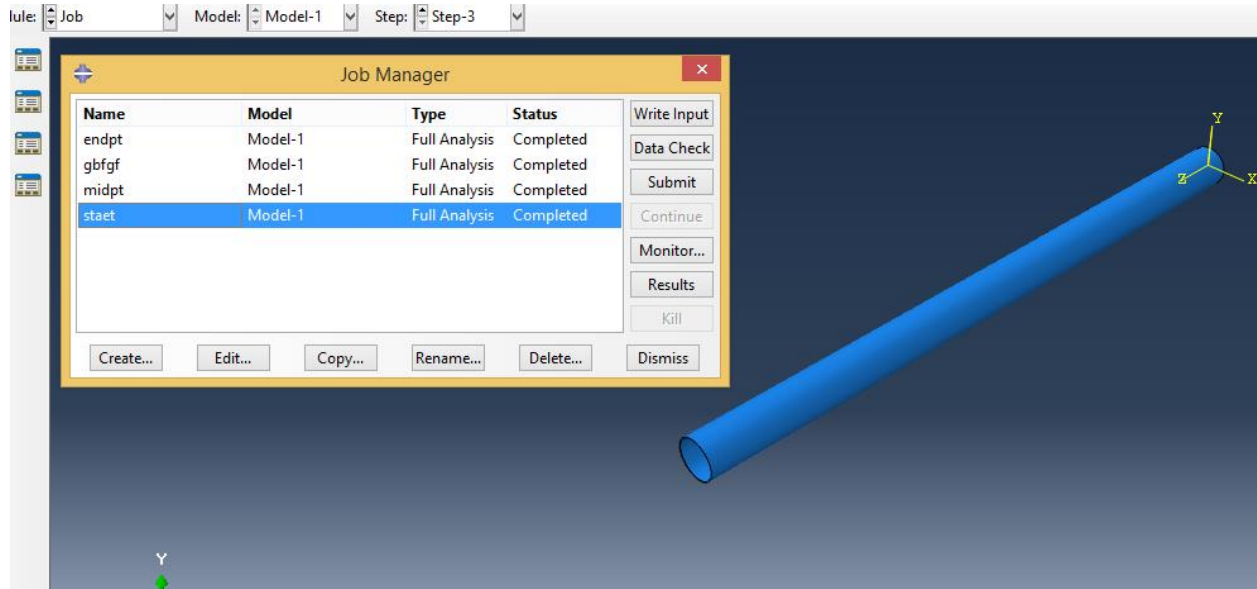 lule: Job Model: Model-1 Step: Step-3
Job Manager
Name Model Type Status
endpt Model-1 Full Analysis Completed
gbfgf Model-1 Full Analysis Completed
midpt Model-1 Full Analysis Completed
staet Model-1 Full Analysis Completed
Write Input
Data Check
Submit
Continue
Monitor...
Results
Kill
Create... Edit... Copy... Rename... Delete... Dismiss
Y
Z X
Y